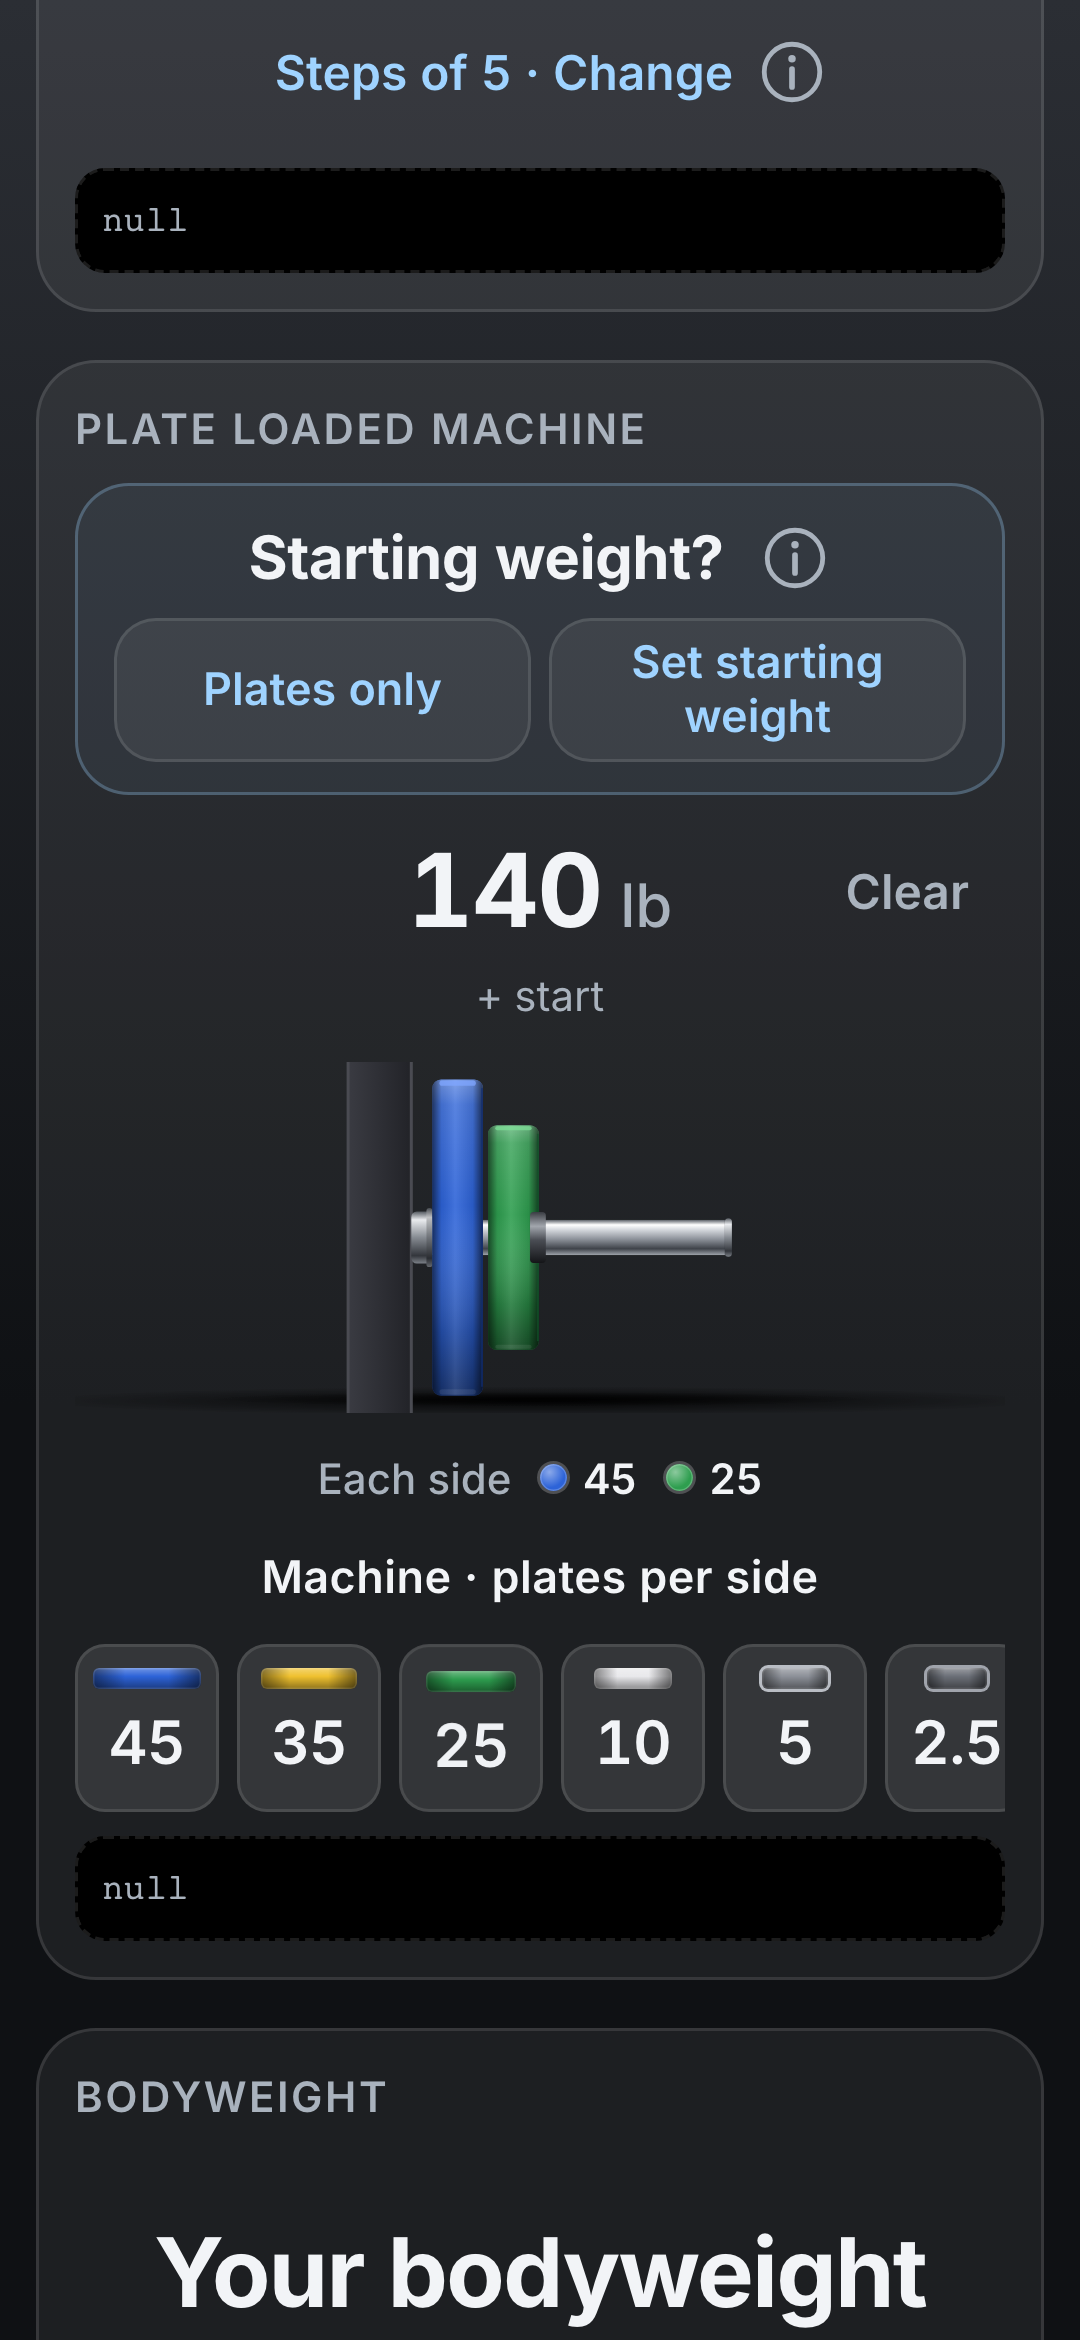 Steps of 5 · Change
null
PLATE LOADED MACHINE
Starting weight?
Plates only
Set starting
weight
140 lb
Clear
+ start
Each side 45 25
Machine · plates per side
45 35 25 10 5 2.5
null
BODYWEIGHT
Your bodyweight